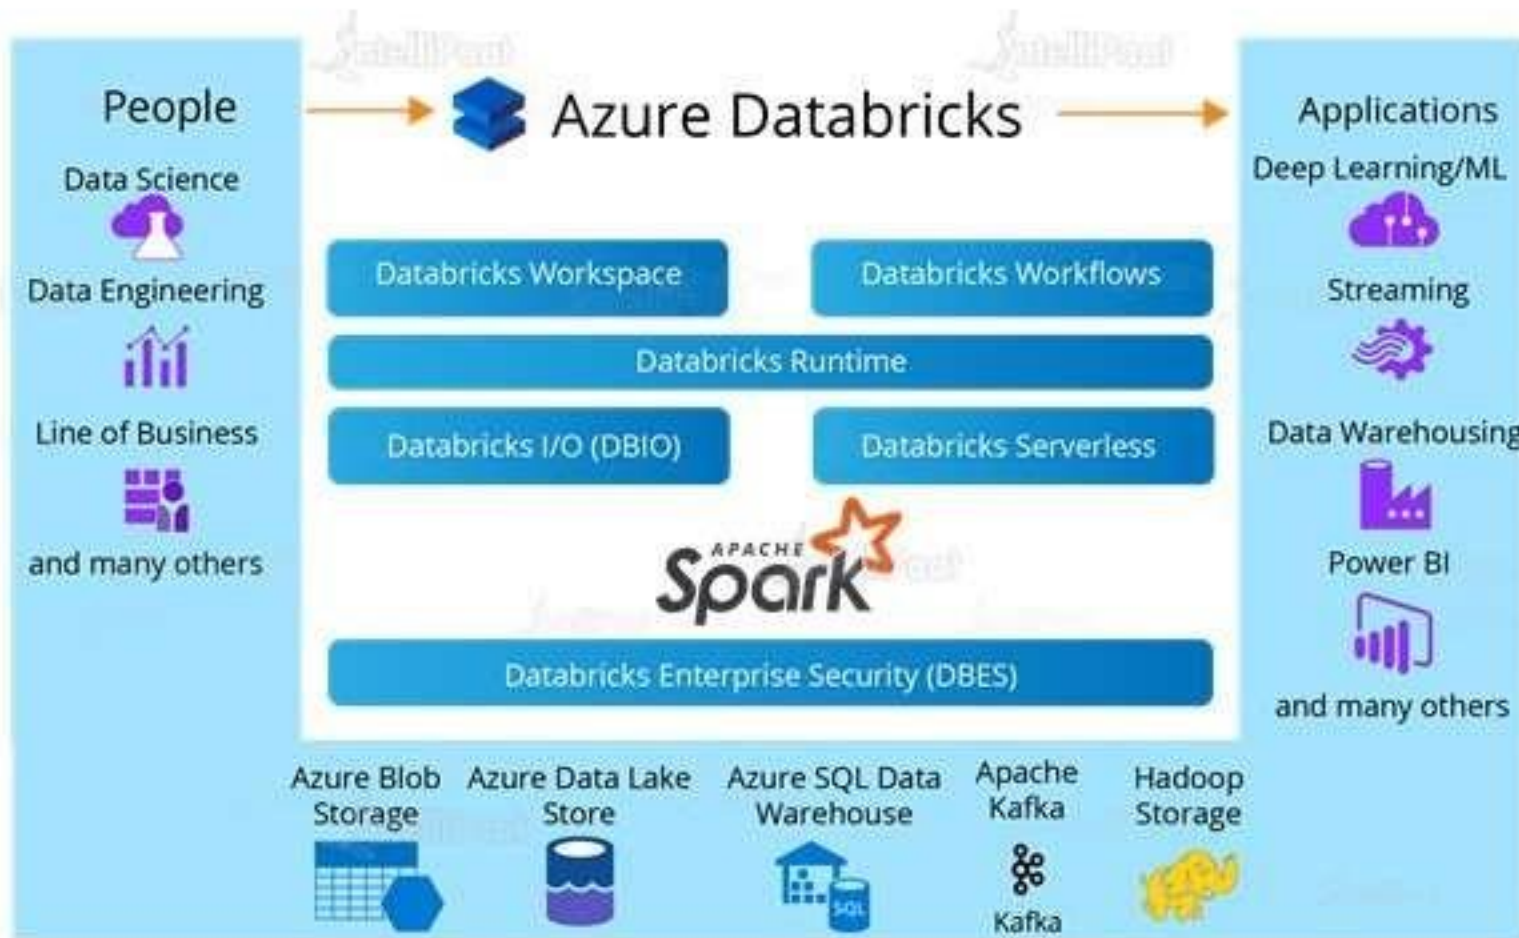 People
Azure Databricks
Applications
Data Science
Data Engineering
Line of Business
and many others
Databricks Workspace
Databricks Workflows
Databricks Runtime
Databricks I/O (DBIO)
Databricks Serverless
APACHE
Spark
Databricks Enterprise Security (DBES)
Deep Learning/ML
Streaming
Data Warehousing
Power BI
and many others
Azure Blob
Storage
Azure Data Lake
Store
Azure SQL Data
Warehouse
SQL
Apache
Kafka
Kafka
Hadoop
Storage